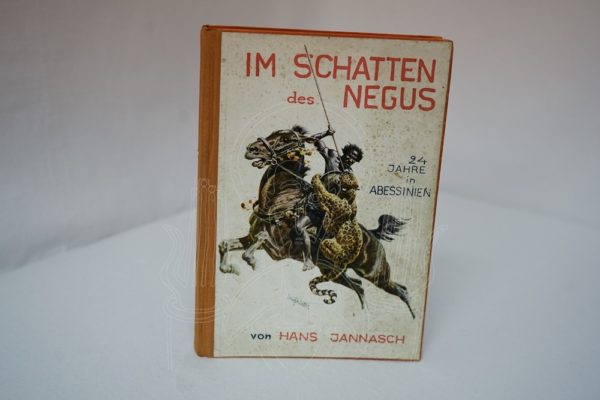 IM SCHATTEN
des NEGUS
24
JAHRE
in
ABESSINIEN
von HANS JANNASCH